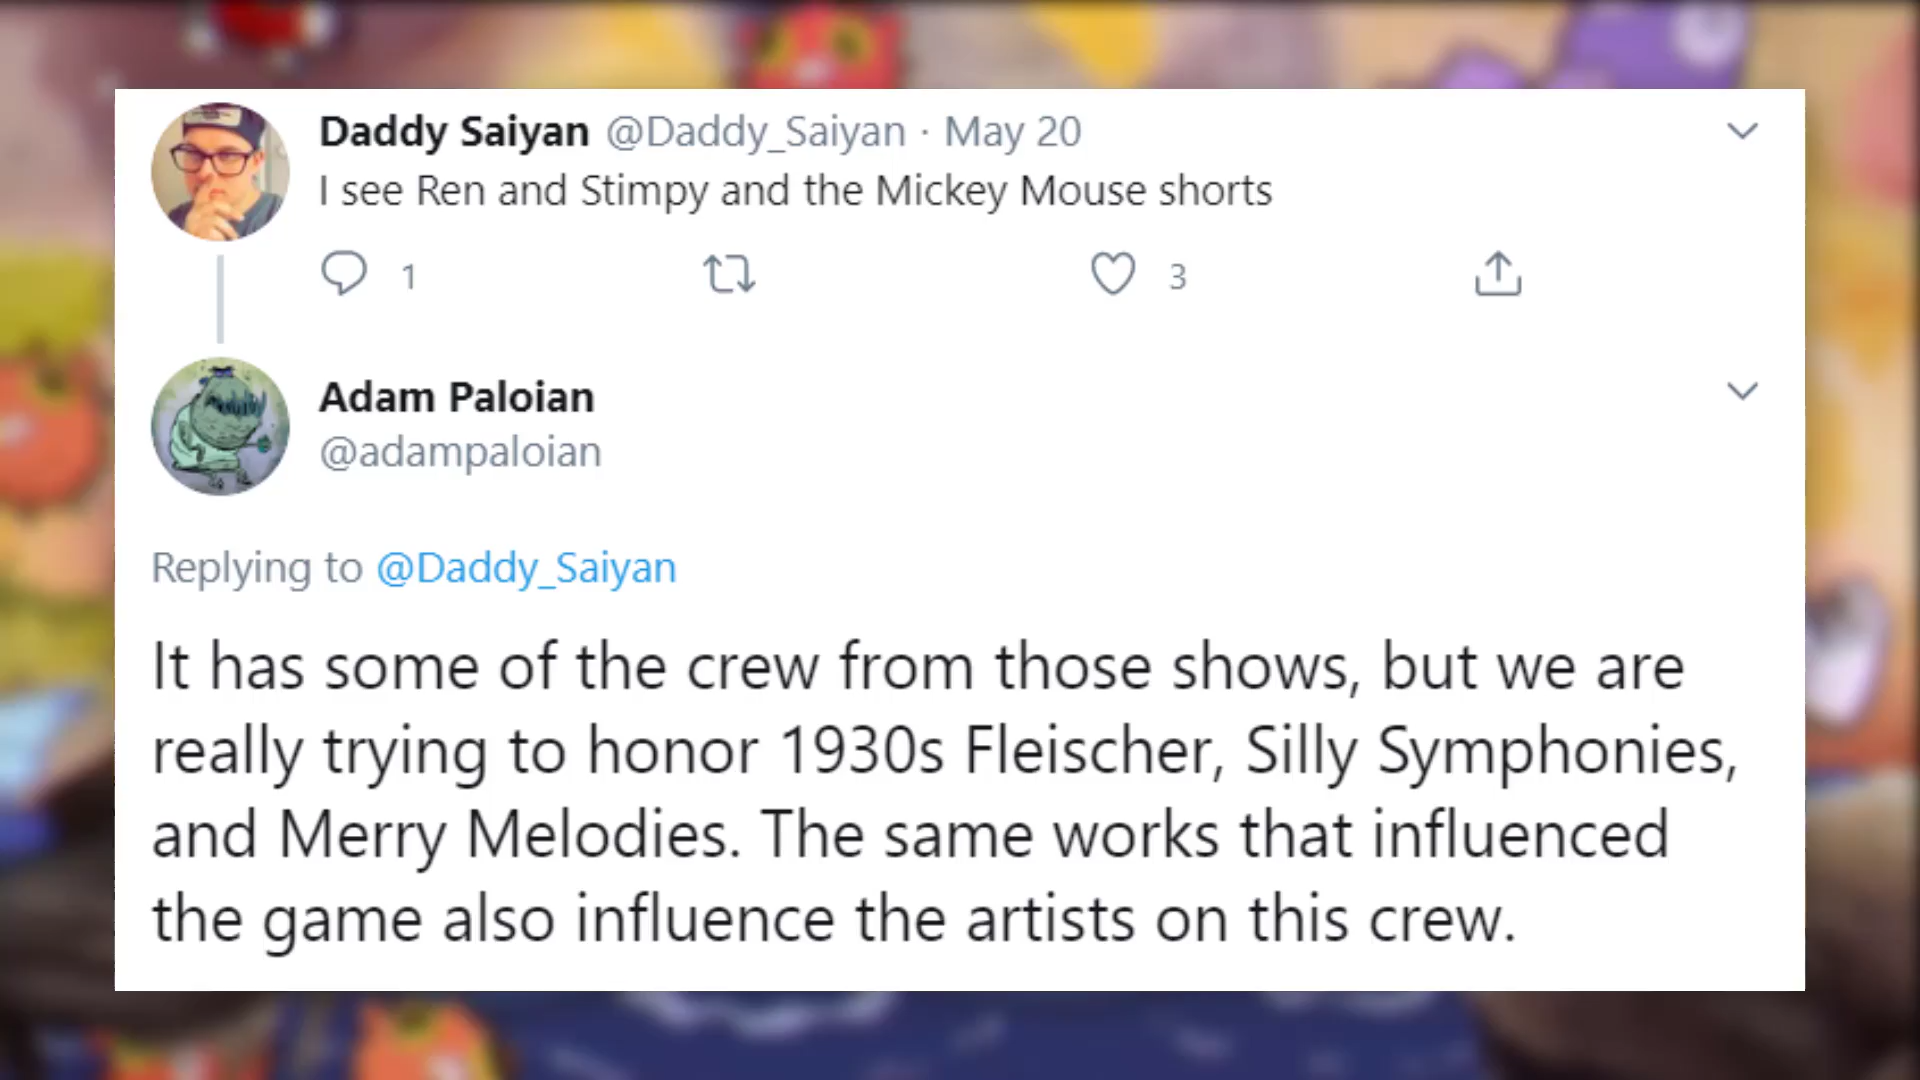 Daddy Saiyan @Daddy_Saiyan · May 20
I see Ren and Stimpy and the Mickey Mouse shorts
1 3
Adam Paloian
@adampaloian
Replying to @Daddy_Saiyan
It has some of the crew from those shows, but we are
really trying to honor 1930s Fleischer, Silly Symphonies,
and Merry Melodies. The same works that influenced
the game also influence the artists on this crew.